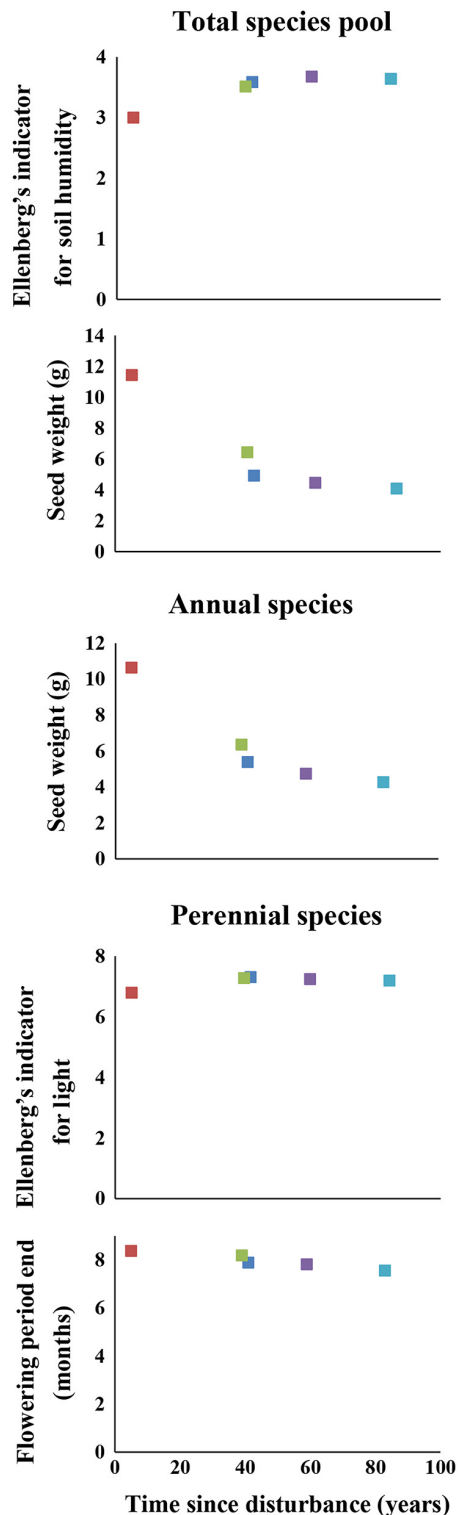 Total species pool
Ellenberg's indicator
for soil humidity
4
3
2
1
0
Seed weight (g)
14
12
10
8
6
4
2
0
Annual species
Seed weight (g)
12
10
8
6
4
2
0
Perennial species
Ellenberg's indicator
for light
8
6
4
2
0
Flowering period end
(months)
8
6
4
2
0
0 20 40 60 80 100
Time since disturbance (years)